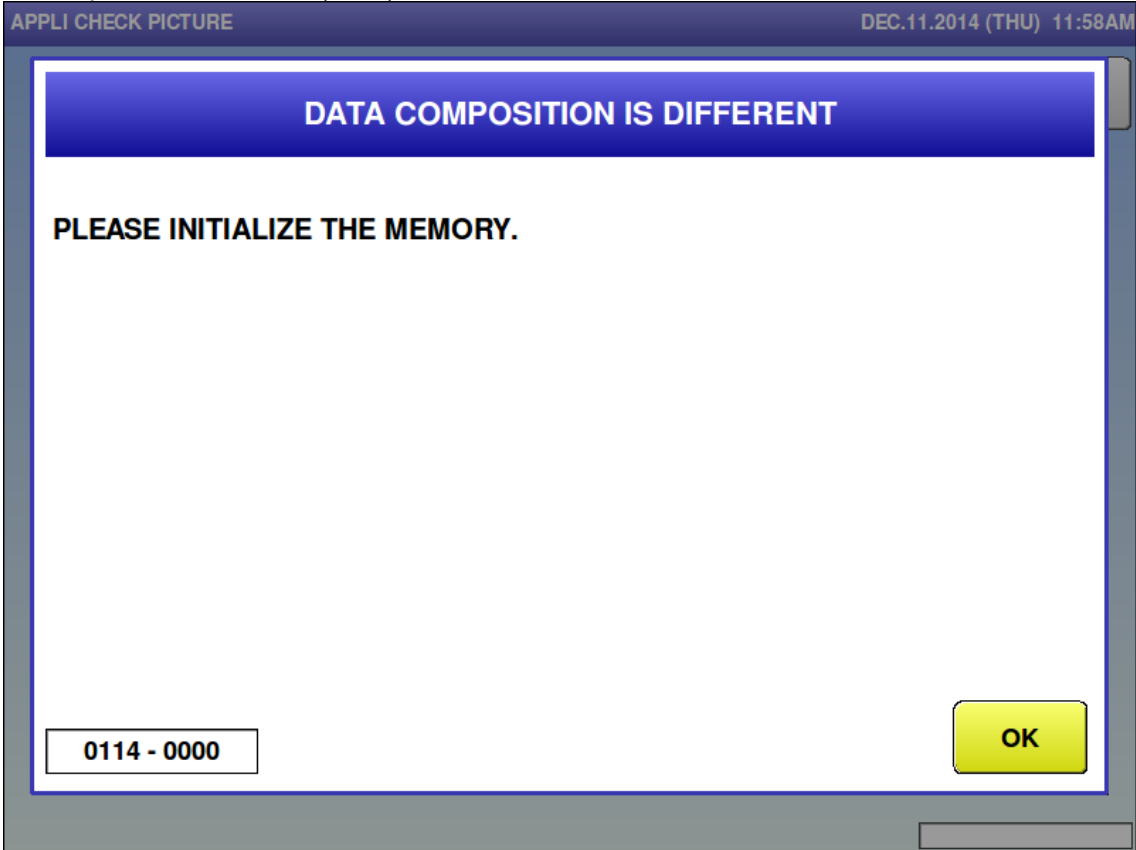 APPLI CHECK PICTURE DEC.11.2014 (THU) 11:58AM
DATA COMPOSITION IS DIFFERENT
PLEASE INITIALIZE THE MEMORY.
OK
0114 - 0000